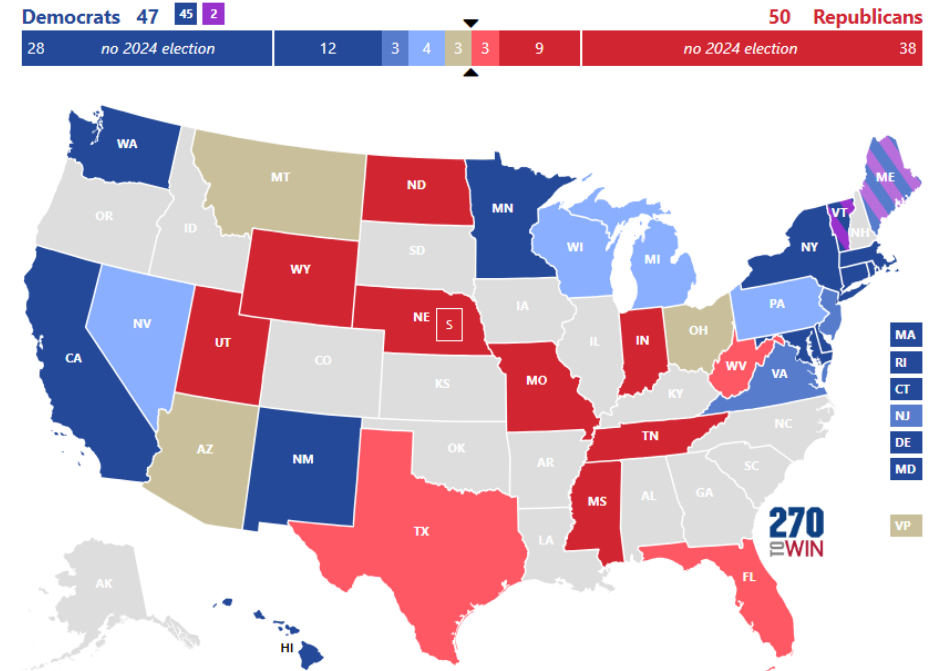 Democrats 47 45 2 50 Republicans
28 no 2024 election 12 3 4 3 3 9 no 2024 election 38
WA
MT
ND
MN
ME
OR
ID
SD
WI
MI
NY
VT
NH
WY
IA
PA
NE S
NV
UT
CO
IL
IN
OH
MA
CA
KS
MO
WV
VA
RI
KY
CT
NJ
NC
TN
DE
AZ
NM
OK
AR
SC
MD
MS
AL
GA
TX
LA
270
TO WIN
VP
AK
FL
HI